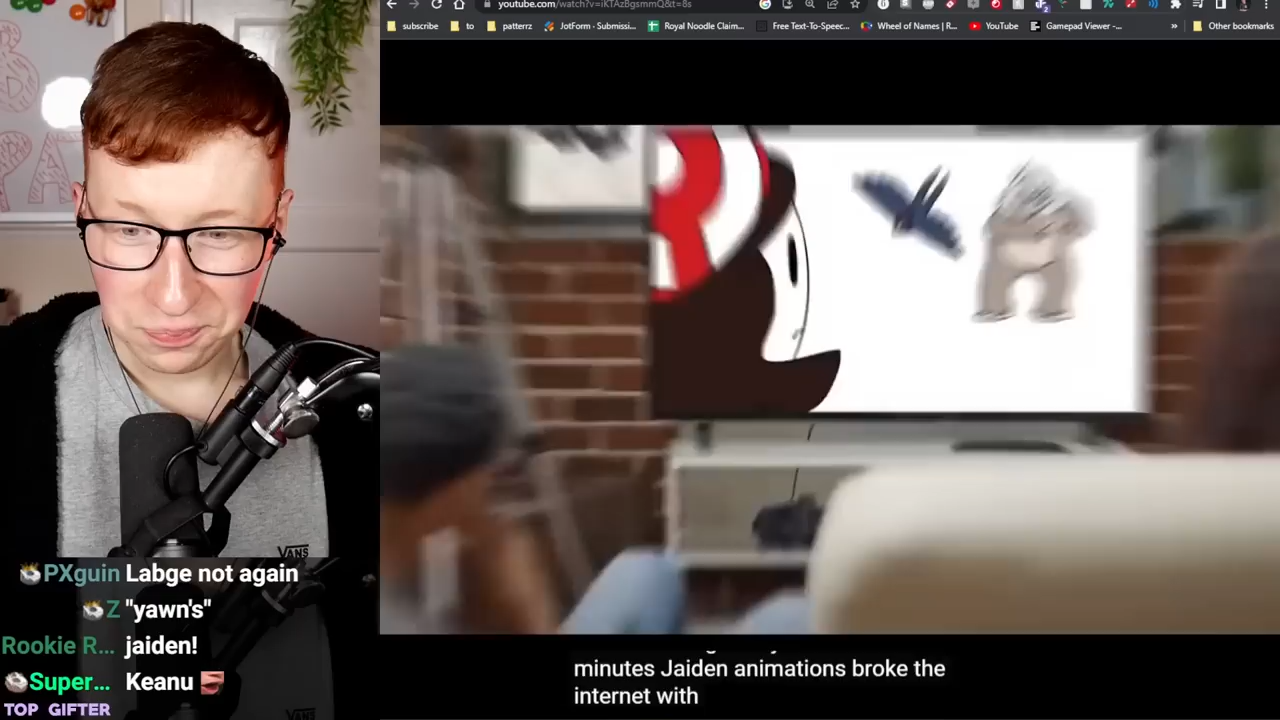 youtube.com/watch?v=iKTAzBgsmmQ&t=8s
subscribe
to
patterrz
JotForm - Submissi...
Royal Noodle Claim...
Free Text-To-Speec...
Wheel of Names | R...
YouTube
Gamepad Viewer -...
»
Other bookmarks
VANS
PXguin Labge not again
Z "yawn's"
Rookie R... jaiden!
Super... Keanu
TOP GIFTER
minutes Jaiden animations broke the
internet with